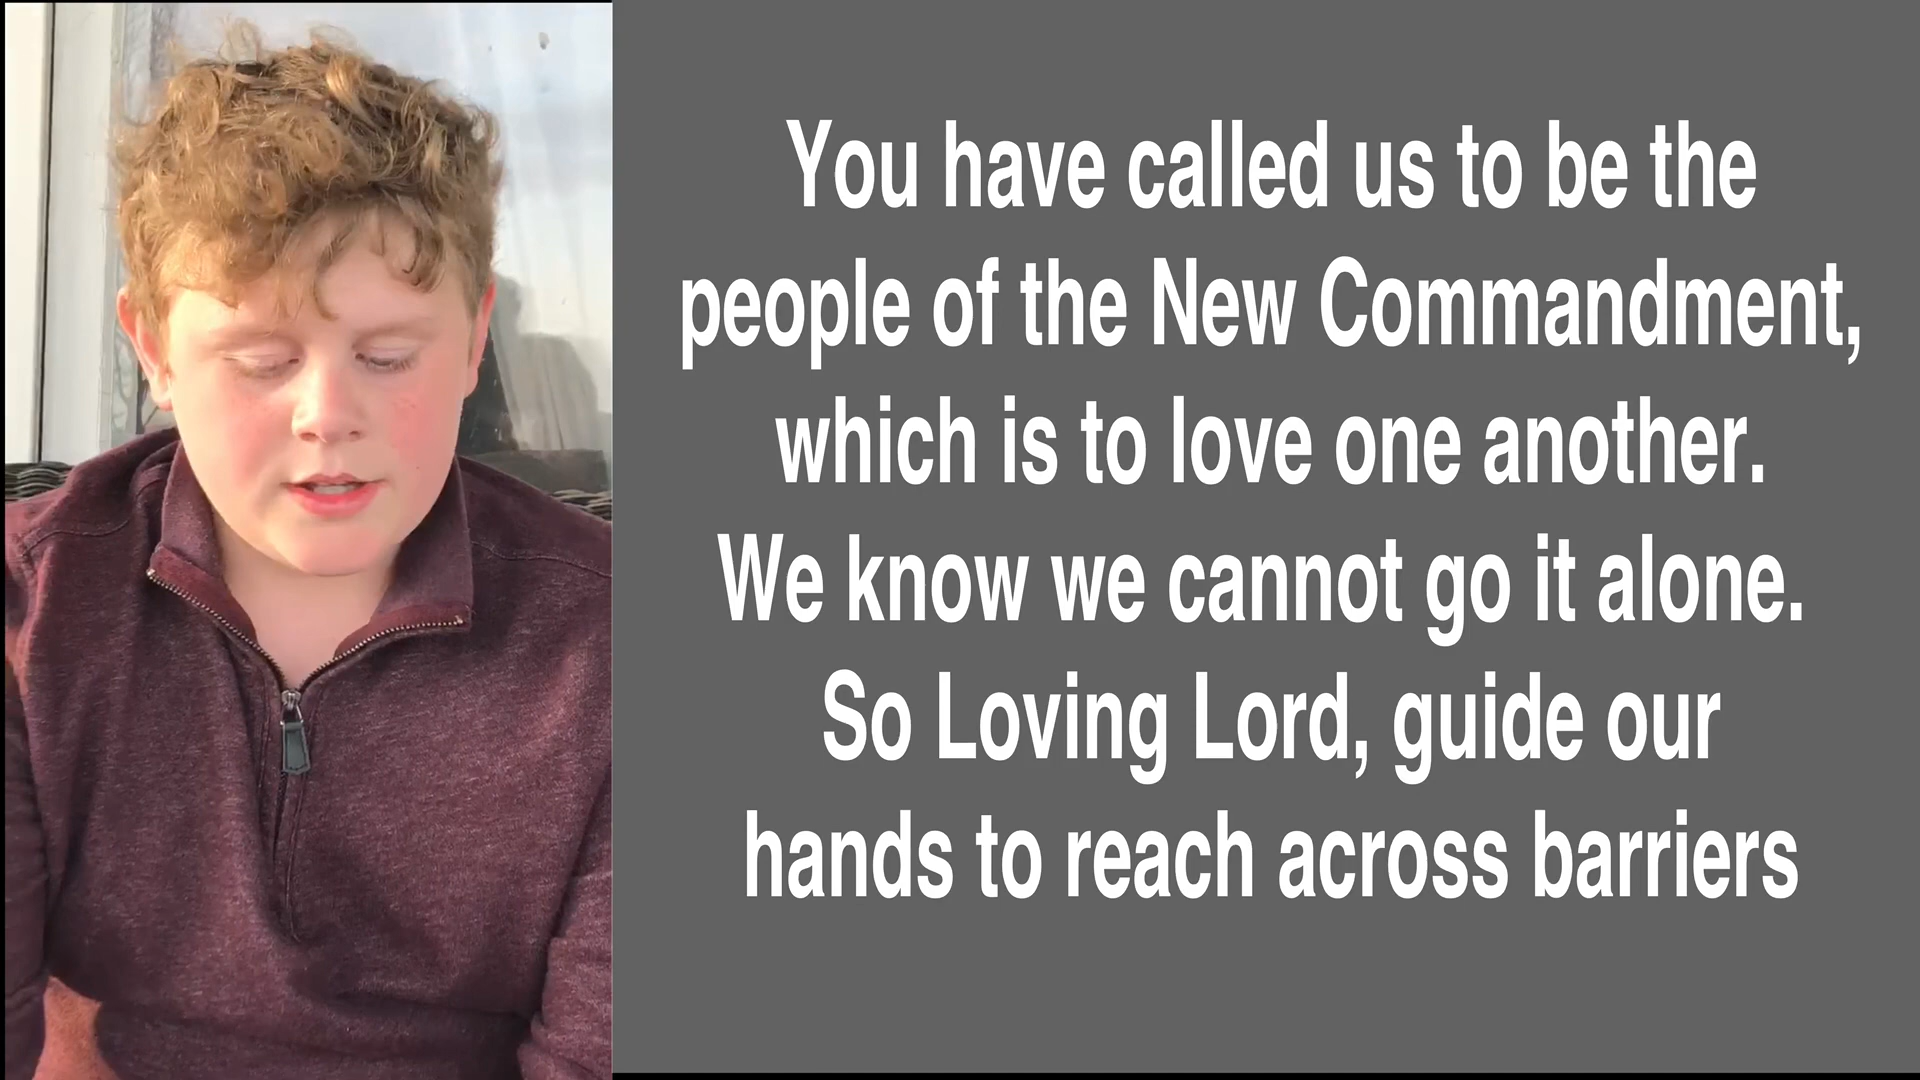 You have called us to be the
people of the New Commandment,
which is to love one another.
We know we cannot go it alone.
So Loving Lord, guide our
hands to reach across barriers